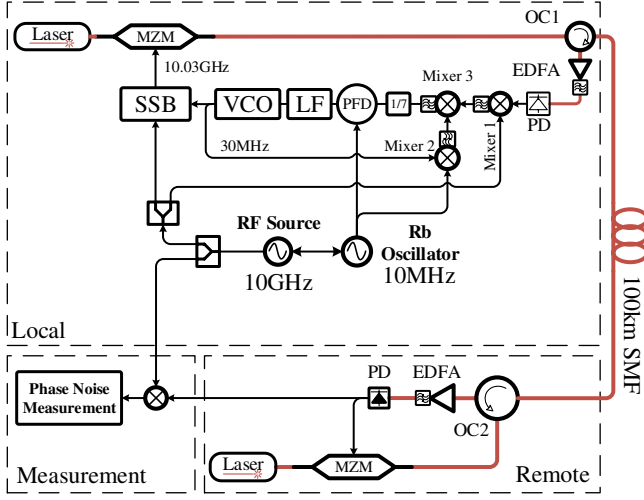 Laser
MZM
OC1
10.03GHz
EDFA
SSB
VCO
LF
PFD
1/7
Mixer 3
Mixer 1
PD
30MHz
Mixer 2
RF Source
10GHz
Rb
Oscillator
10MHz
100km SMF
Local
Phase Noise
Measurement
PD
EDFA
OC2
Laser
MZM
Measurement
Remote